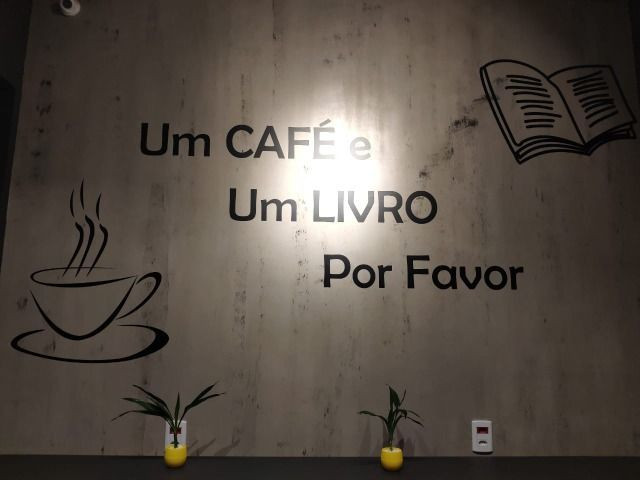 Um CAFÉ e
Um LIVRO
Por Favor